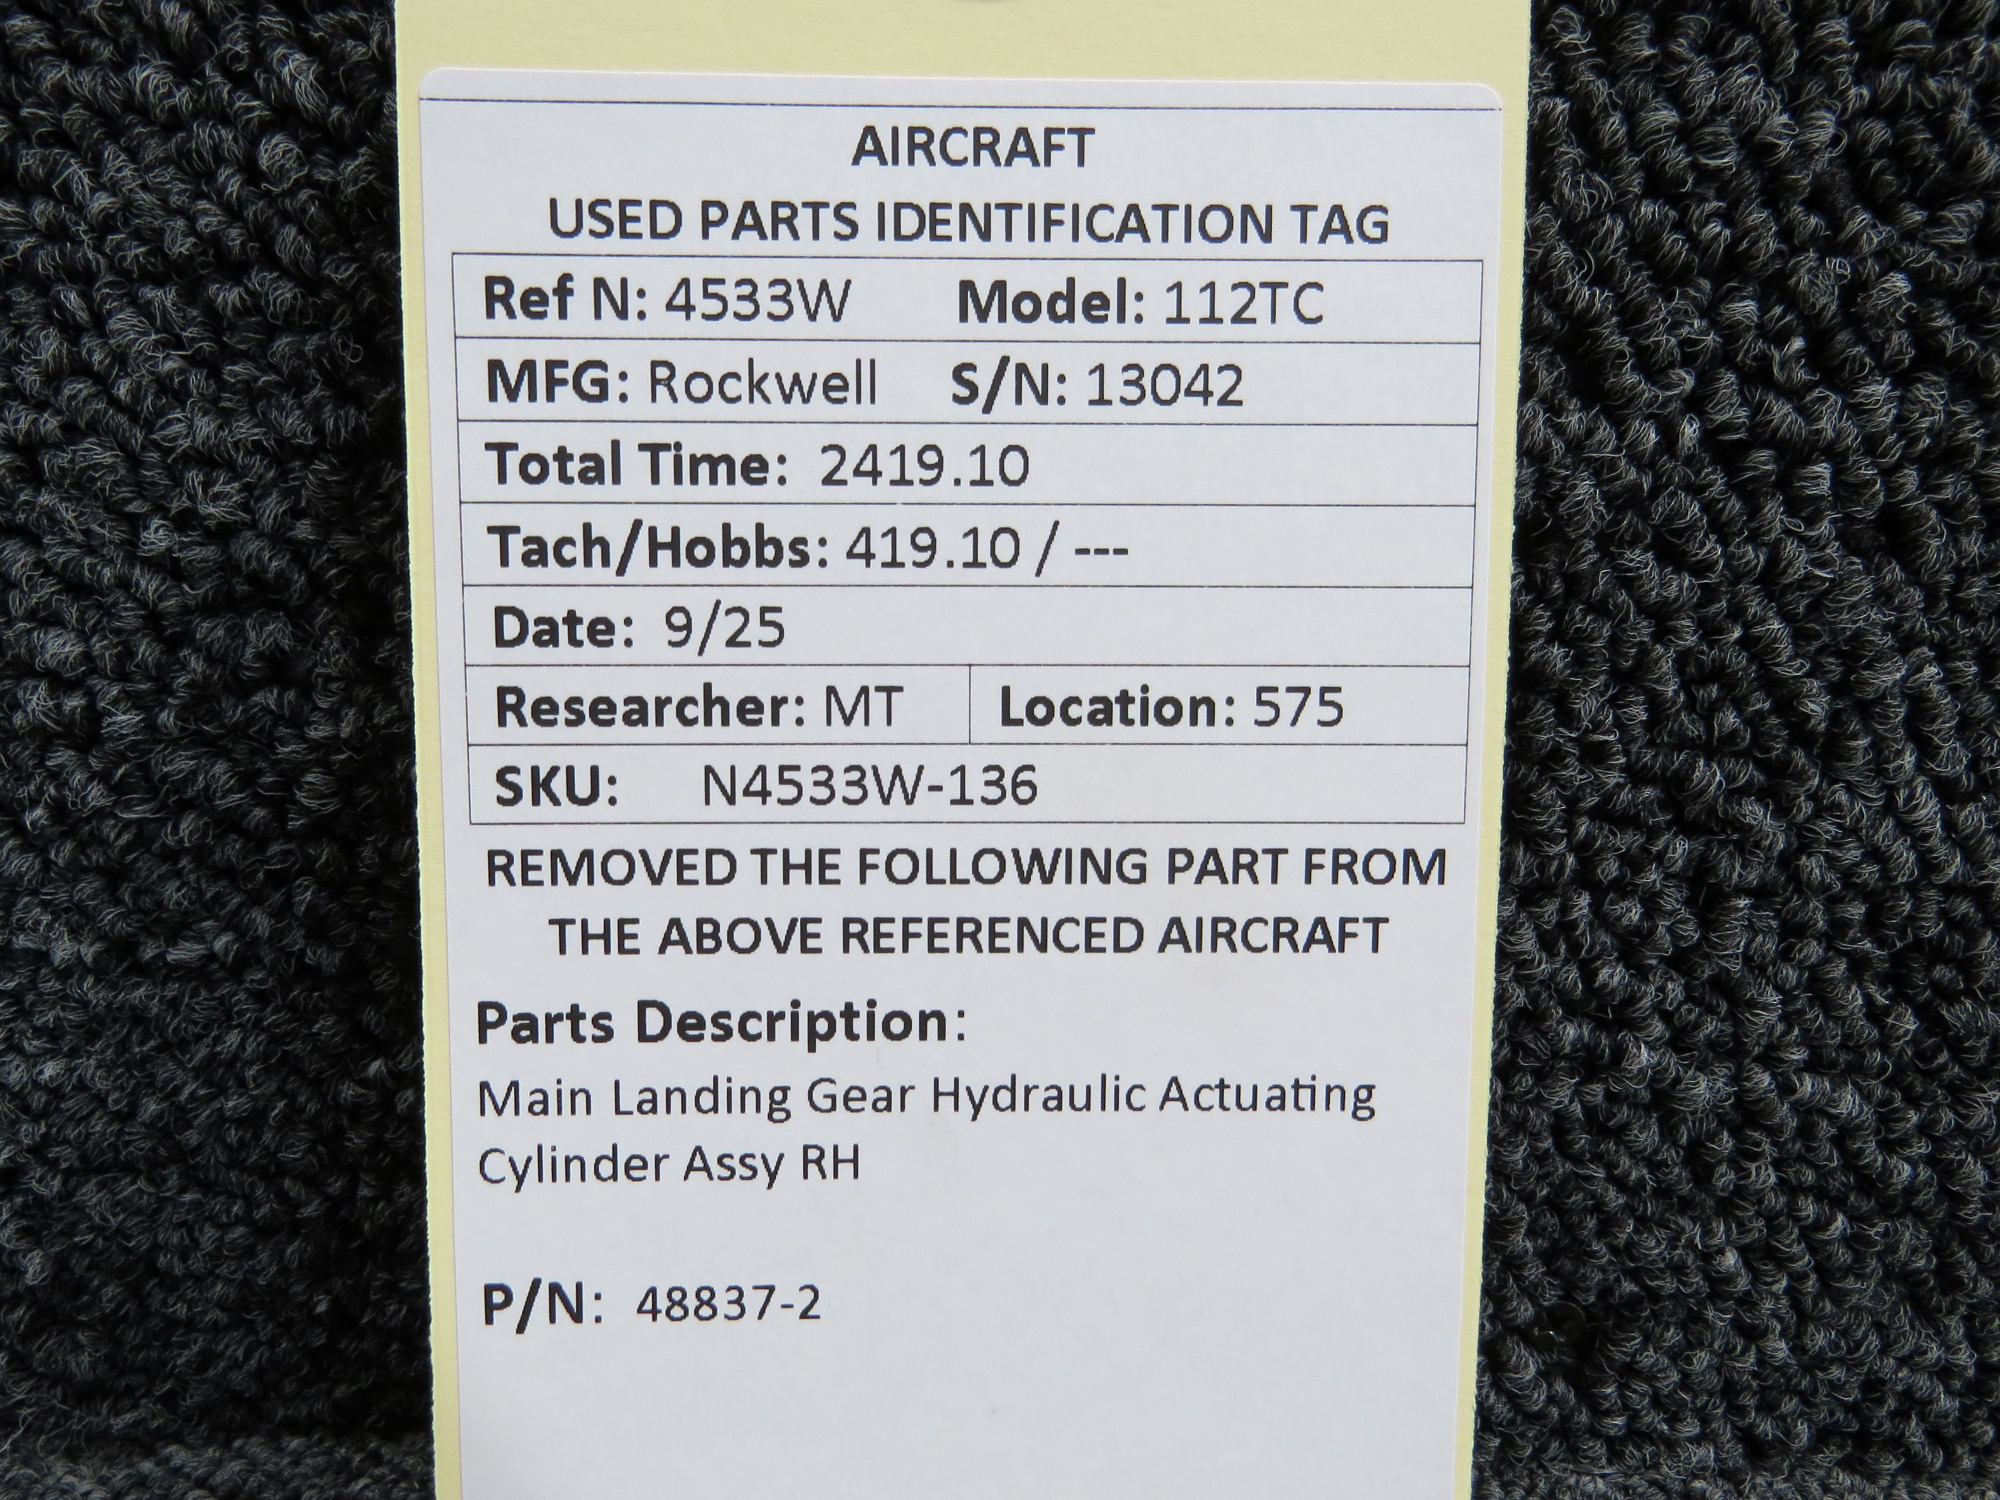 AIRCRAFT
USED PARTS IDENTIFICATION TAG
Ref N: 4533W Model: 112TC
MFG: Rockwell S/N: 13042
Total Time: 2419.10
Tach/Hobbs: 419.10 / ---
Date: 9/25
Researcher: MT Location: 575
SKU: N4533W-136
REMOVED THE FOLLOWING PART FROM
THE ABOVE REFERENCED AIRCRAFT
Parts Description:
Main Landing Gear Hydraulic Actuating
Cylinder Assy RH
P/N: 48837-2